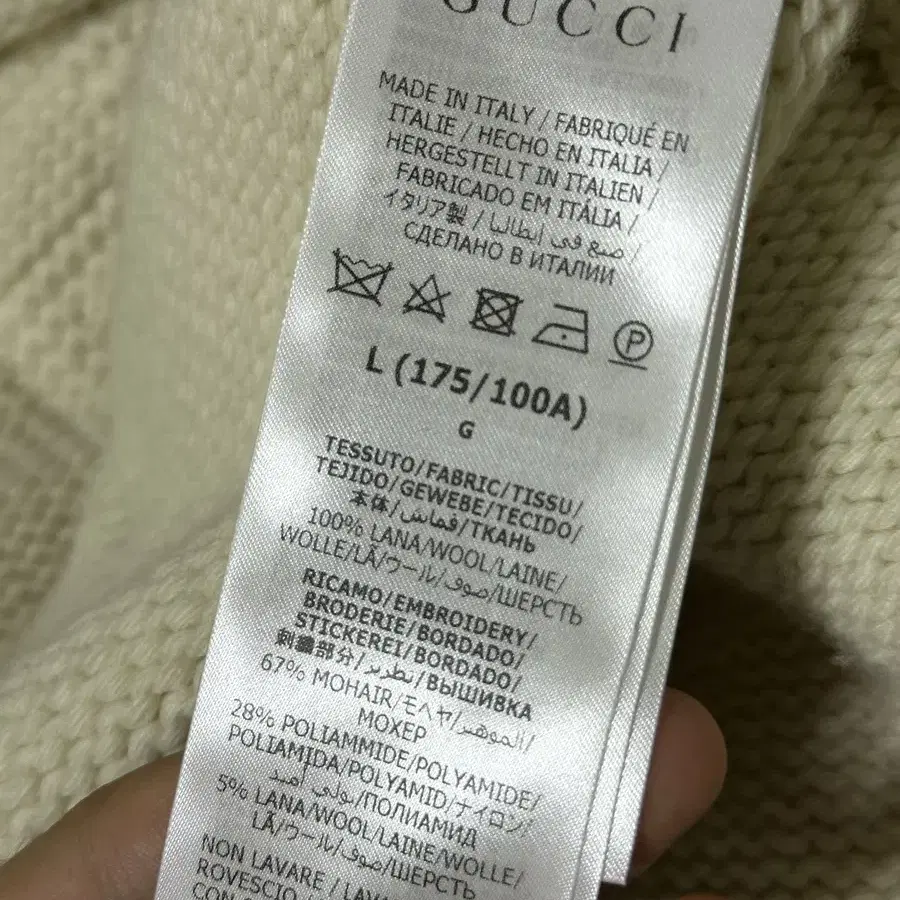 GUCCI
MADE IN ITALY / FABRIQUÉ EN
ITALIE / HECHO EN ITALIA /
HERGESTELLT IN ITALIEN /
FABRICADO EM ITÁLIA /
イタリア製 / صنع في إيطاليا /
СДЕЛАНО В ИТАЛИИ
P
L (175/100A)
G
TESSUTO/FABRIC/TISSU/
TEJIDO/GEWEBE/TECIDO/
本体/قماش/ТКАНЬ
100% LANA/WOOL/LAINE/
WOLLE/LÃ/ウール/صوف/ШЕРСТЬ
RICAMO/EMBROIDERY/
BRODERIE/BORDADO/
STICKEREI/BORDADO/
刺繍部分/تطريز/ВЫШИВКА
67% MOHAIR/モヘヤ/الموهير/
МОХЕР
28% POLIAMMIDE/POLYAMIDE/
POLIAMIDA/POLYAMID/ナイロン/
بولي أميد/ПОЛИАМИД
5% LANA/WOOL/LAINE/WOLLE/
LÃ/ウール/صوف/ШЕРСТЬ
NON LAVARE /
ROVESCIO